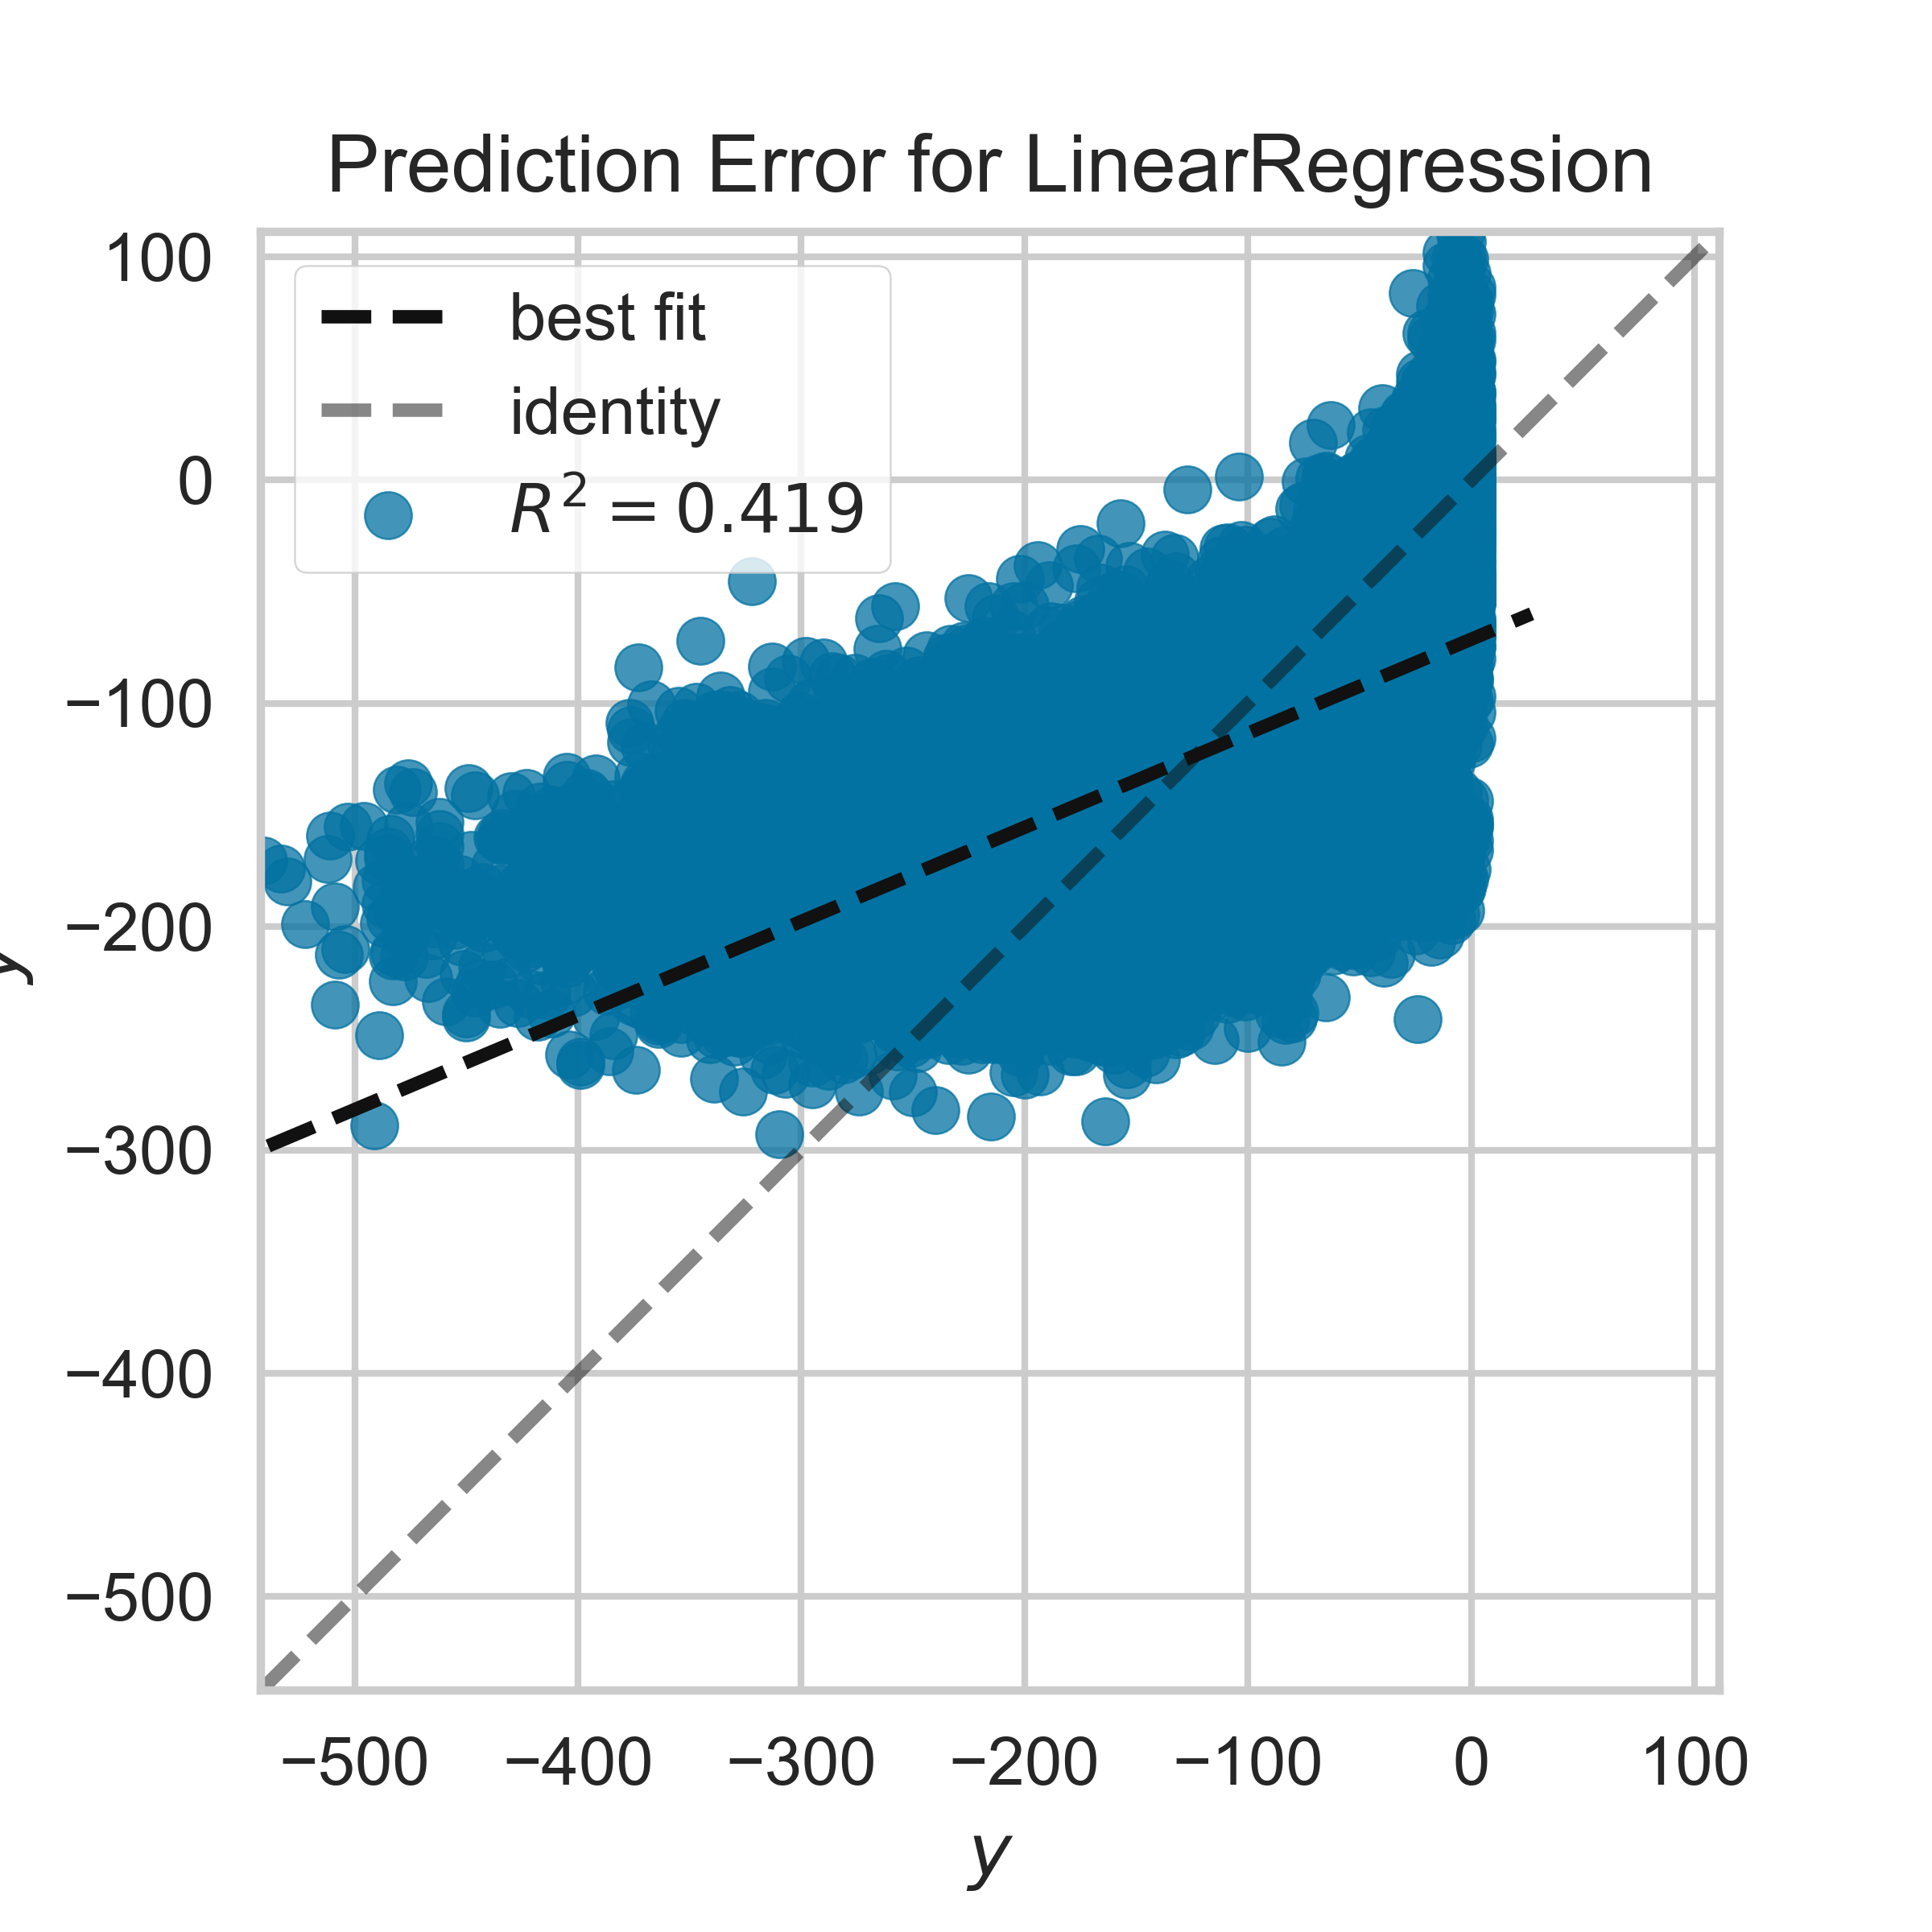 Prediction Error for LinearRegression
best fit
identity
R² = 0.419
100
0
−100
−200
−300
−400
−500
y
−500 −400 −300 −200 −100 0 100
y